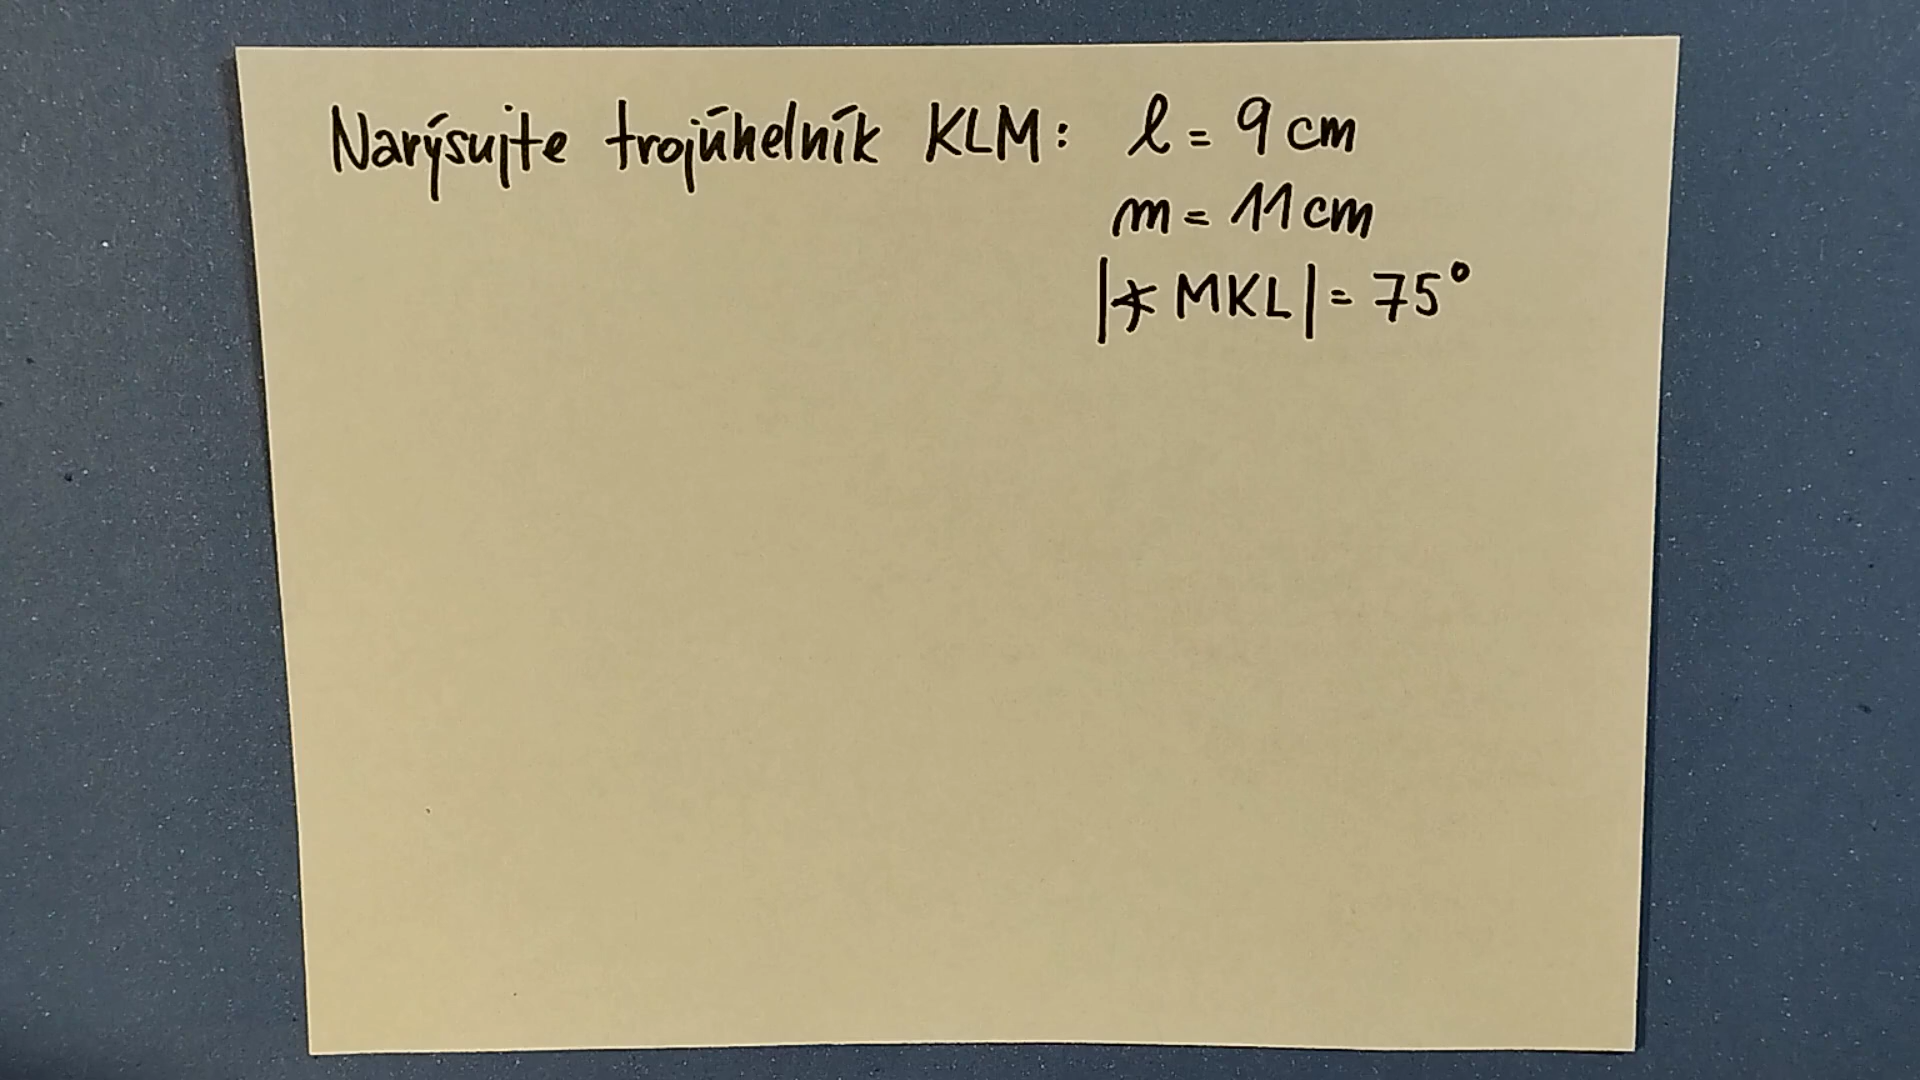 Narýsujte trojúhelník KLM: l = 9 cm
m = 11 cm
|∢ MKL| = 75°